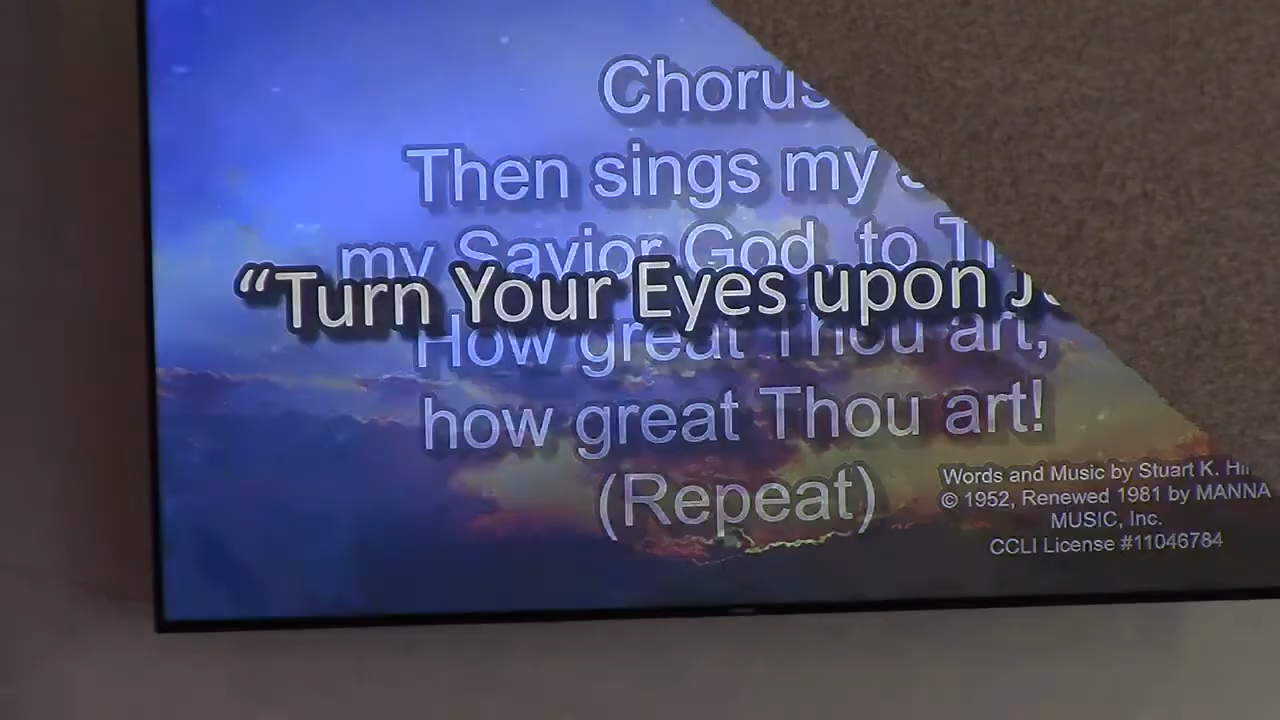 Chorus
Then sings my
my Savior God, to
“Turn Your Eyes upon
How great Thou art,
how great Thou art!
(Repeat)
Words and Music by Stuart K.
© 1952, Renewed 1981 by MANNA
MUSIC, Inc.
CCLI License #11046784